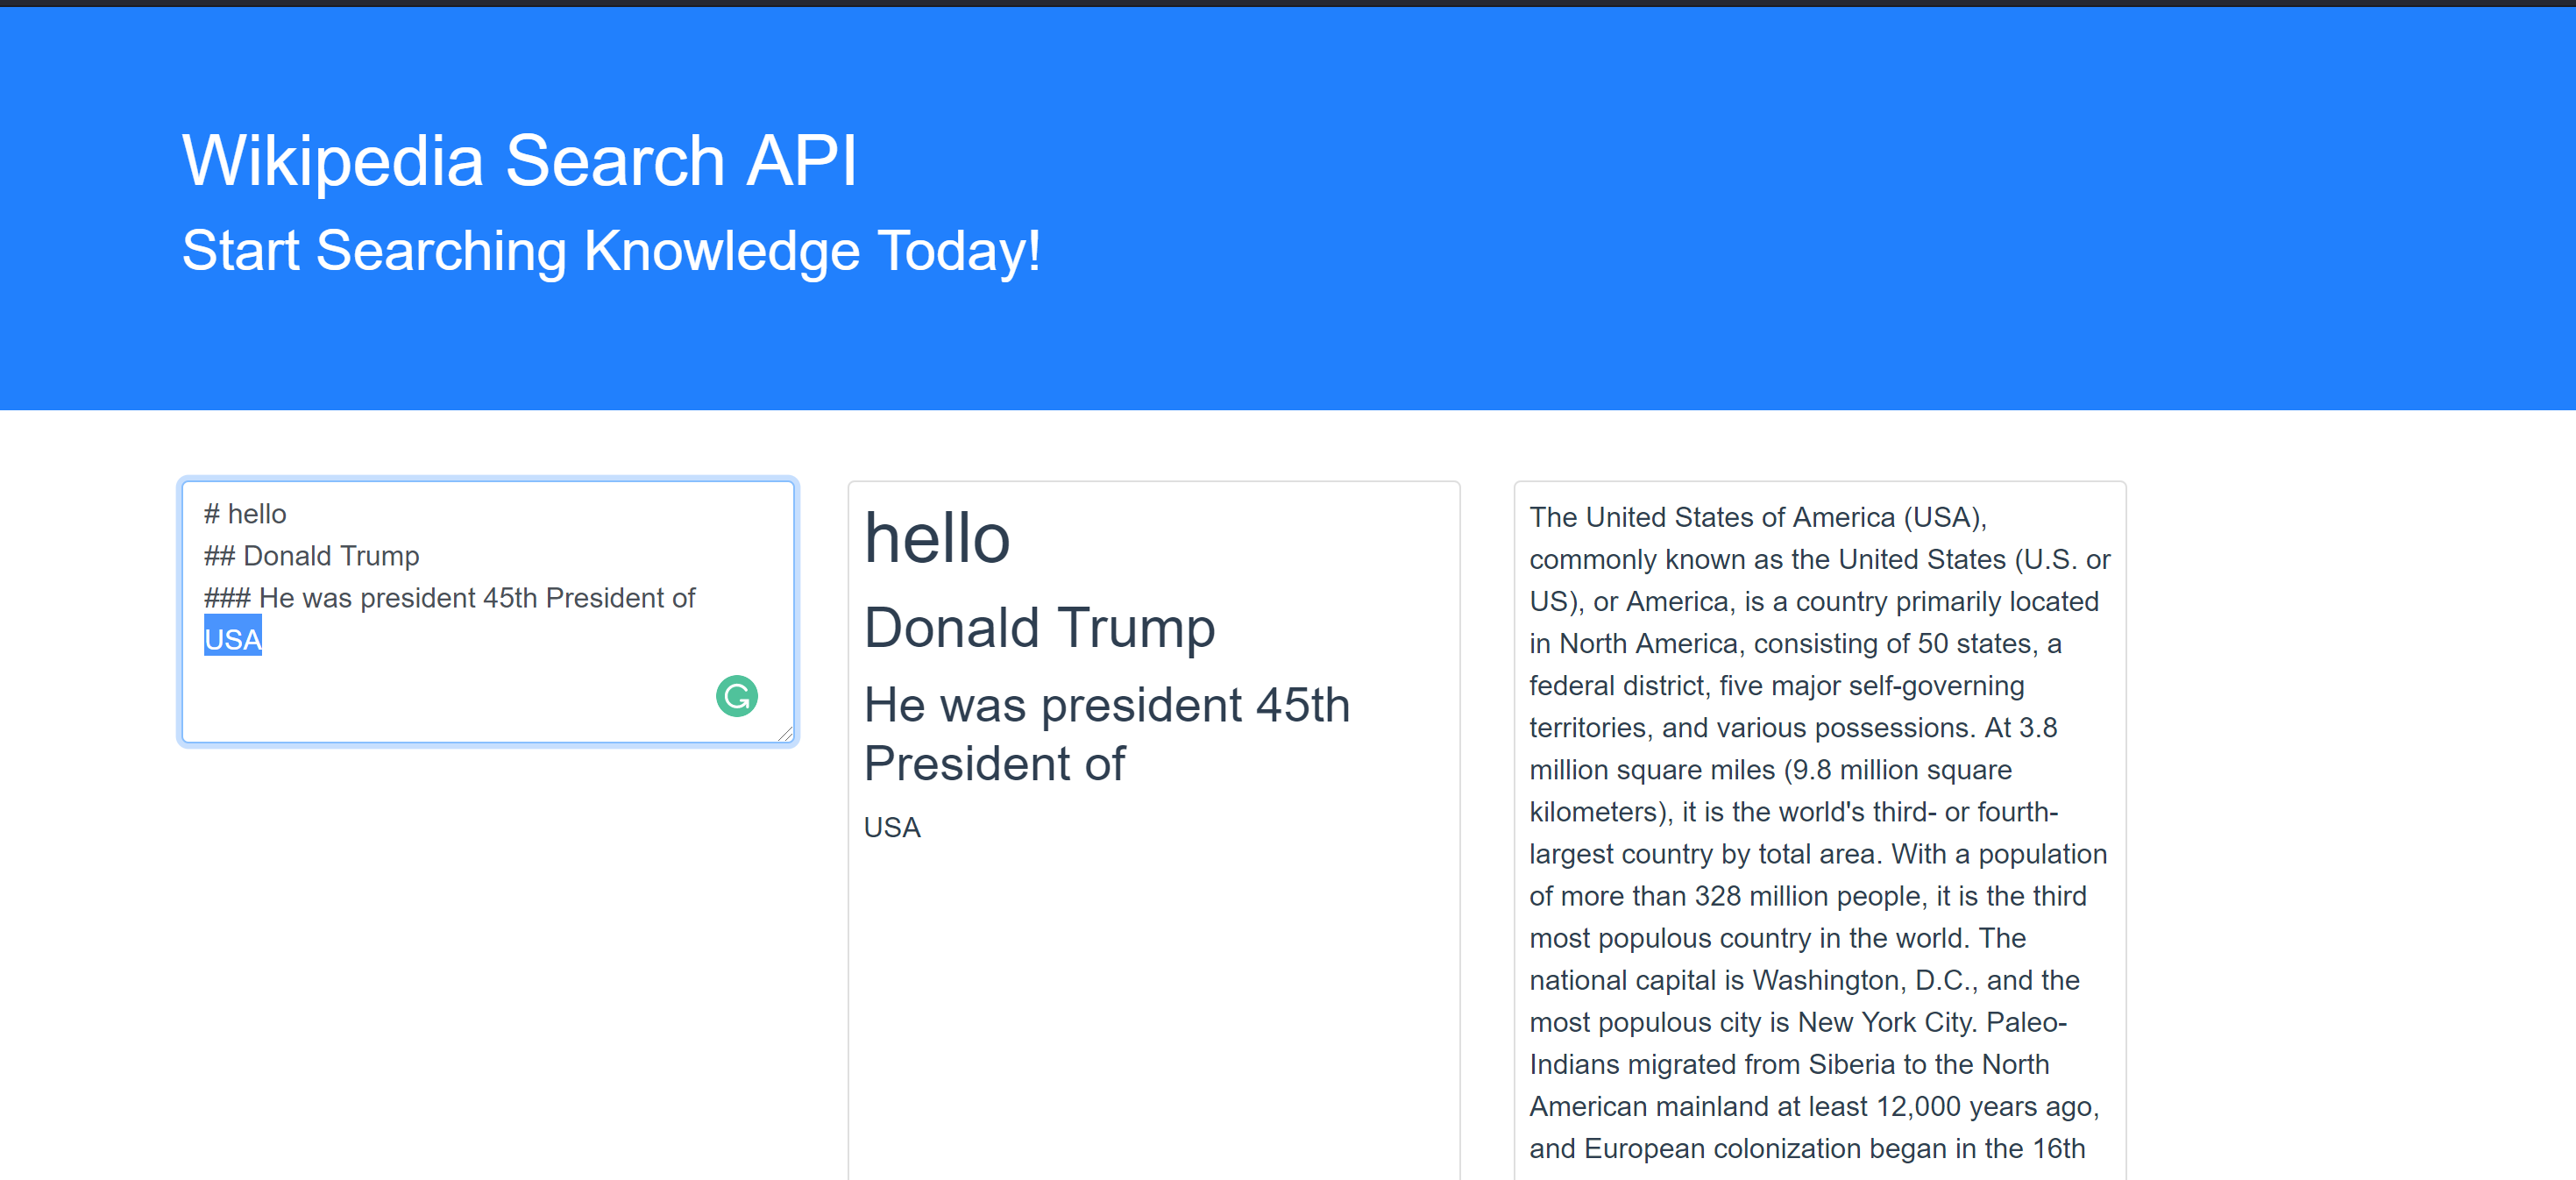 Wikipedia Search API
Start Searching Knowledge Today!
# hello
## Donald Trump
### He was president 45th President of
USA
hello
Donald Trump
He was president 45th
President of
USA
The United States of America (USA),
commonly known as the United States (U.S. or
US), or America, is a country primarily located
in North America, consisting of 50 states, a
federal district, five major self-governing
territories, and various possessions. At 3.8
million square miles (9.8 million square
kilometers), it is the world's third- or fourth-
largest country by total area. With a population
of more than 328 million people, it is the third
most populous country in the world. The
national capital is Washington, D.C., and the
most populous city is New York City. Paleo-
Indians migrated from Siberia to the North
American mainland at least 12,000 years ago,
and European colonization began in the 16th